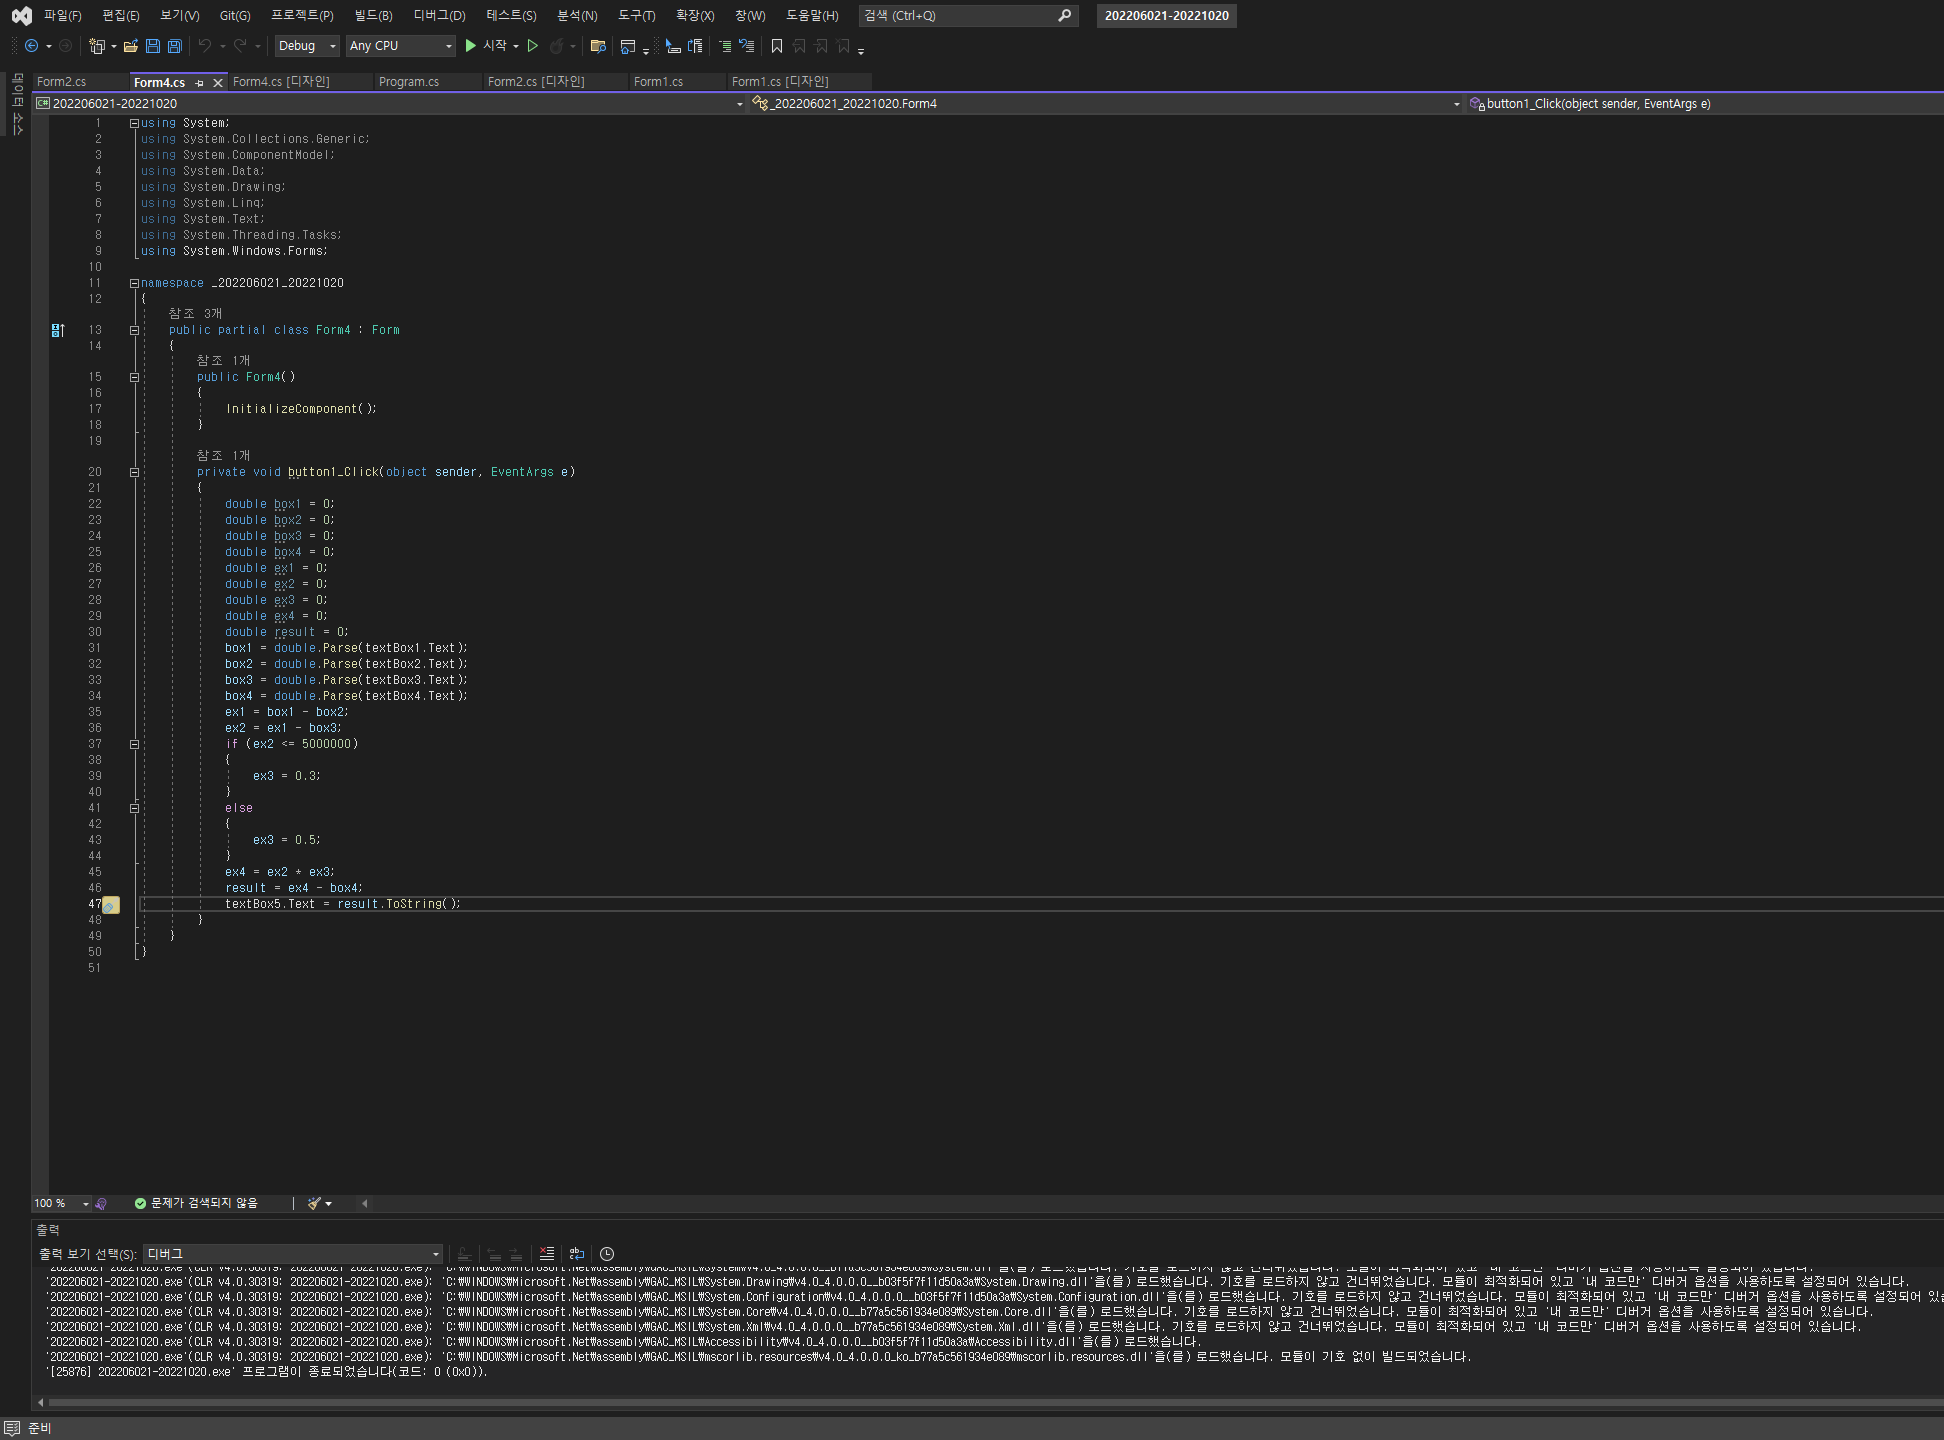 파일(F) 편집(E) 보기(V) Git(G) 프로젝트(P) 빌드(B) 디버그(D) 테스트(S) 분석(N) 도구(T) 확장(X) 창(W) 도움말(H) 검색 (Ctrl+Q) 202206021-20221020
Debug Any CPU 시작
데이터 소스
Form2.cs Form4.cs Form4.cs [디자인] Program.cs Form2.cs [디자인] Form1.cs Form1.cs [디자인]
C# 202206021-20221020 _202206021_20221020.Form4 button1_Click(object sender, EventArgs e)
1 using System;
2 using System.Collections.Generic;
3 using System.ComponentModel;
4 using System.Data;
5 using System.Drawing;
6 using System.Linq;
7 using System.Text;
8 using System.Threading.Tasks;
9 using System.Windows.Forms;
10
11 namespace _202206021_20221020
12 {
참조 3개
13 public partial class Form4 : Form
14 {
참조 1개
15 public Form4()
16 {
17 InitializeComponent();
18 }
19
참조 1개
20 private void button1_Click(object sender, EventArgs e)
21 {
22 double box1 = 0;
23 double box2 = 0;
24 double box3 = 0;
25 double box4 = 0;
26 double ex1 = 0;
27 double ex2 = 0;
28 double ex3 = 0;
29 double ex4 = 0;
30 double result = 0;
31 box1 = double.Parse(textBox1.Text);
32 box2 = double.Parse(textBox2.Text);
33 box3 = double.Parse(textBox3.Text);
34 box4 = double.Parse(textBox4.Text);
35 ex1 = box1 - box2;
36 ex2 = ex1 - box3;
37 if (ex2 <= 5000000)
38 {
39 ex3 = 0.3;
40 }
41 else
42 {
43 ex3 = 0.5;
44 }
45 ex4 = ex2 * ex3;
46 result = ex4 - box4;
47 textBox5.Text = result.ToString();
48 }
49 }
50 }
51
100 % 문제가 검색되지 않음
출력
출력 보기 선택(S): 디버그
'202206021-20221020.exe'(CLR v4.0.30319: 202206021-20221020.exe): 'C:₩WINDOWS₩Microsoft.Net₩assembly₩GAC_MSIL₩System.Drawing₩v4.0_4.0.0.0__b03f5f7f11d50a3a₩System.Drawing.dll'을(를) 로드했습니다. 기호를 로드하지 않고 건너뛰었습니다. 모듈이 최적화되어 있고 '내 코드만' 디버거 옵션을 사용하도록 설정되어 있습니다.
'202206021-20221020.exe'(CLR v4.0.30319: 202206021-20221020.exe): 'C:₩WINDOWS₩Microsoft.Net₩assembly₩GAC_MSIL₩System.Configuration₩v4.0_4.0.0.0__b03f5f7f11d50a3a₩System.Configuration.dll'을(를) 로드했습니다. 기호를 로드하지 않고 건너뛰었습니다. 모듈이 최적화되어 있고 '내 코드만' 디버거 옵션을 사용하도록 설정되어
'202206021-20221020.exe'(CLR v4.0.30319: 202206021-20221020.exe): 'C:₩WINDOWS₩Microsoft.Net₩assembly₩GAC_MSIL₩System.Core₩v4.0_4.0.0.0__b77a5c561934e089₩System.Core.dll'을(를) 로드했습니다. 기호를 로드하지 않고 건너뛰었습니다. 모듈이 최적화되어 있고 '내 코드만' 디버거 옵션을 사용하도록 설정되어 있습니다.
'202206021-20221020.exe'(CLR v4.0.30319: 202206021-20221020.exe): 'C:₩WINDOWS₩Microsoft.Net₩assembly₩GAC_MSIL₩System.Xml₩v4.0_4.0.0.0__b77a5c561934e089₩System.Xml.dll'을(를) 로드했습니다. 기호를 로드하지 않고 건너뛰었습니다. 모듈이 최적화되어 있고 '내 코드만' 디버거 옵션을 사용하도록 설정되어 있습니다.
'202206021-20221020.exe'(CLR v4.0.30319: 202206021-20221020.exe): 'C:₩WINDOWS₩Microsoft.Net₩assembly₩GAC_MSIL₩Accessibility₩v4.0_4.0.0.0__b03f5f7f11d50a3a₩Accessibility.dll'을(를) 로드했습니다.
'202206021-20221020.exe'(CLR v4.0.30319: 202206021-20221020.exe): 'C:₩WINDOWS₩Microsoft.Net₩assembly₩GAC_MSIL₩mscorlib.resources₩v4.0_4.0.0.0_ko_b77a5c561934e089₩mscorlib.resources.dll'을(를) 로드했습니다. 모듈이 기호 없이 빌드되었습니다.
'[25876] 202206021-20221020.exe' 프로그램이 종료되었습니다(코드: 0 (0x0)).
준비